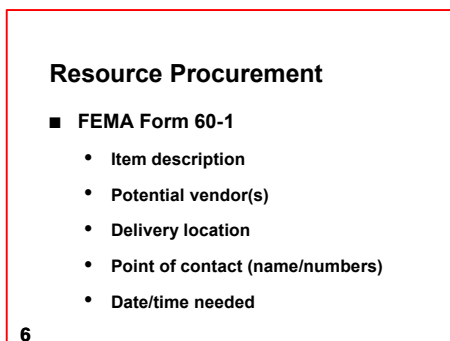 Resource Procurement
■ FEMA Form 60-1
• Item description
• Potential vendor(s)
• Delivery location
• Point of contact (name/numbers)
• Date/time needed
6